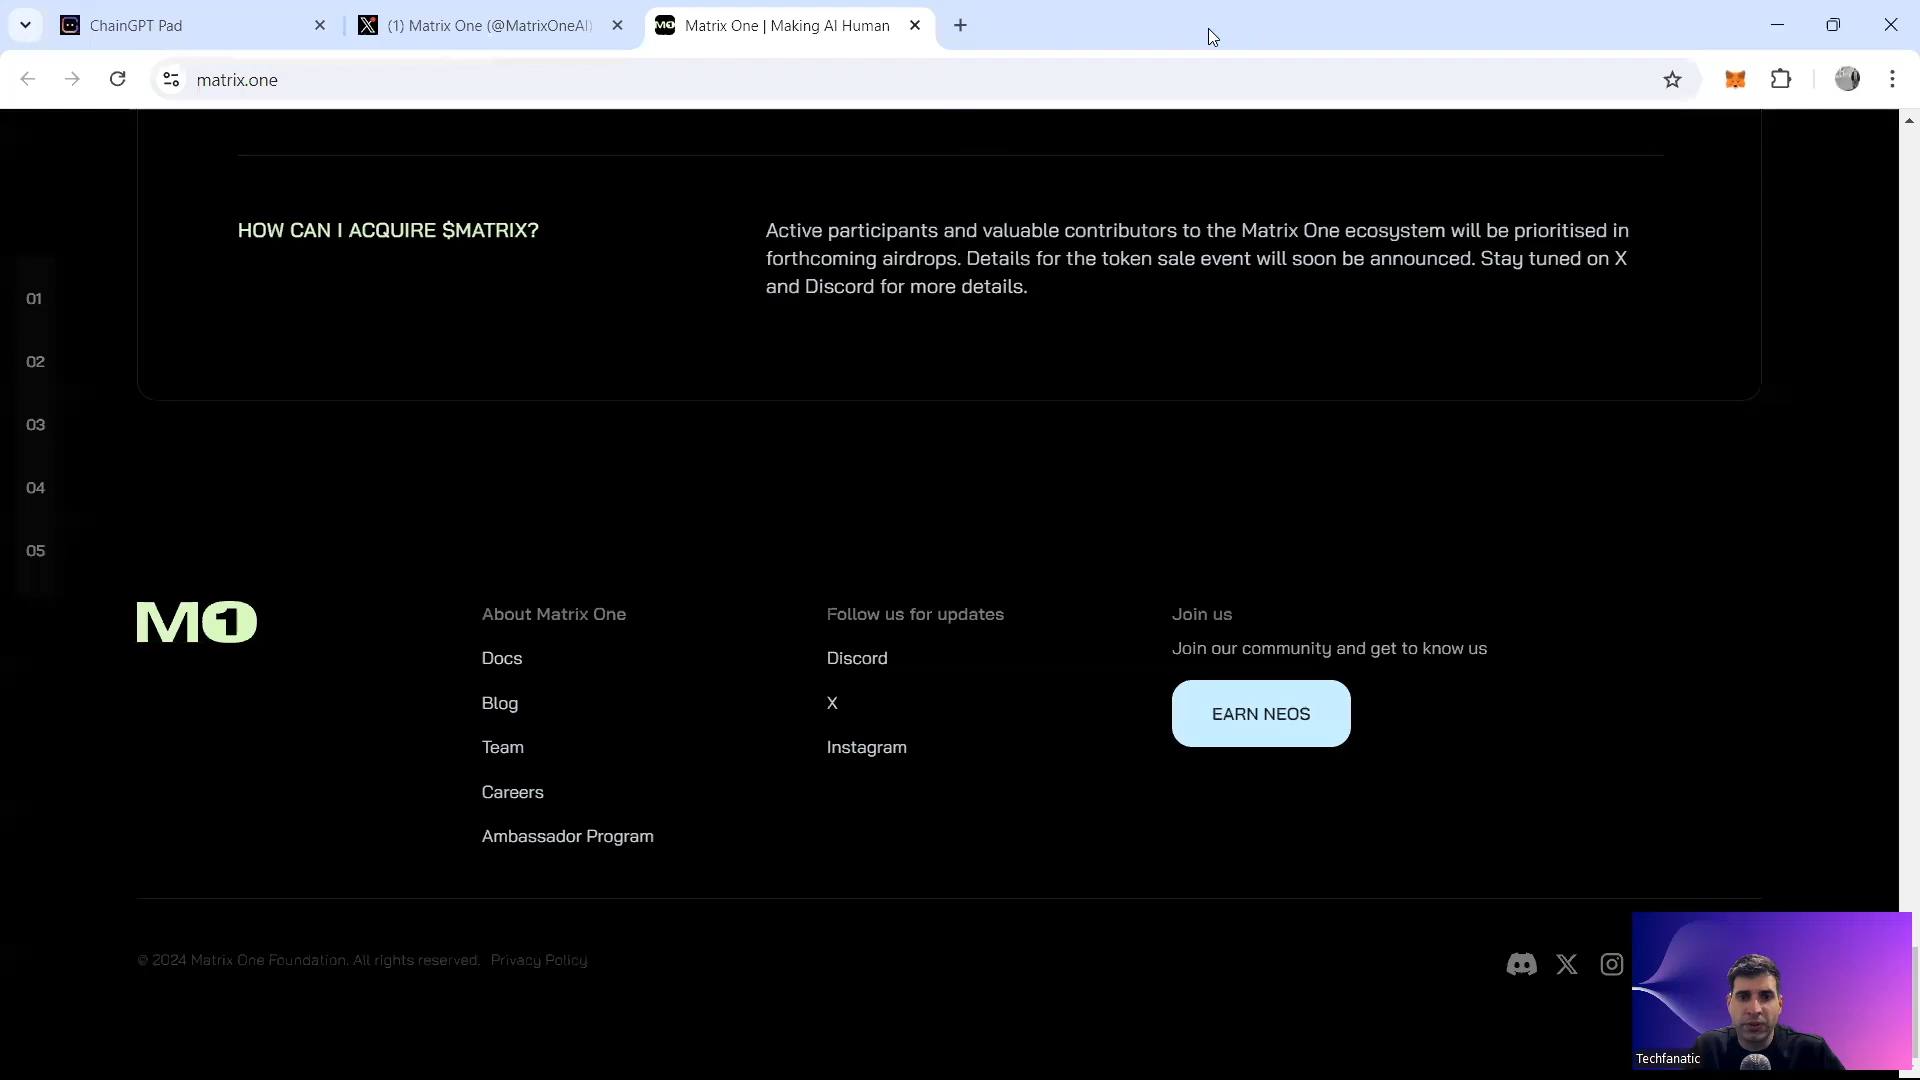 ChainGPT Pad
(1) Matrix One (@MatrixOneAI)
Matrix One | Making AI Human
matrix.one
HOW CAN I ACQUIRE $MATRIX?
Active participants and valuable contributors to the Matrix One ecosystem will be prioritised in
forthcoming airdrops. Details for the token sale event will soon be announced. Stay tuned on X
and Discord for more details.
01
02
03
04
05
M1
About Matrix One
Docs
Blog
Team
Careers
Ambassador Program
Follow us for updates
Discord
X
Instagram
Join us
Join our community and get to know us
EARN NEOS
© 2024 Matrix One Foundation. All rights reserved. Privacy Policy
Techfanatic